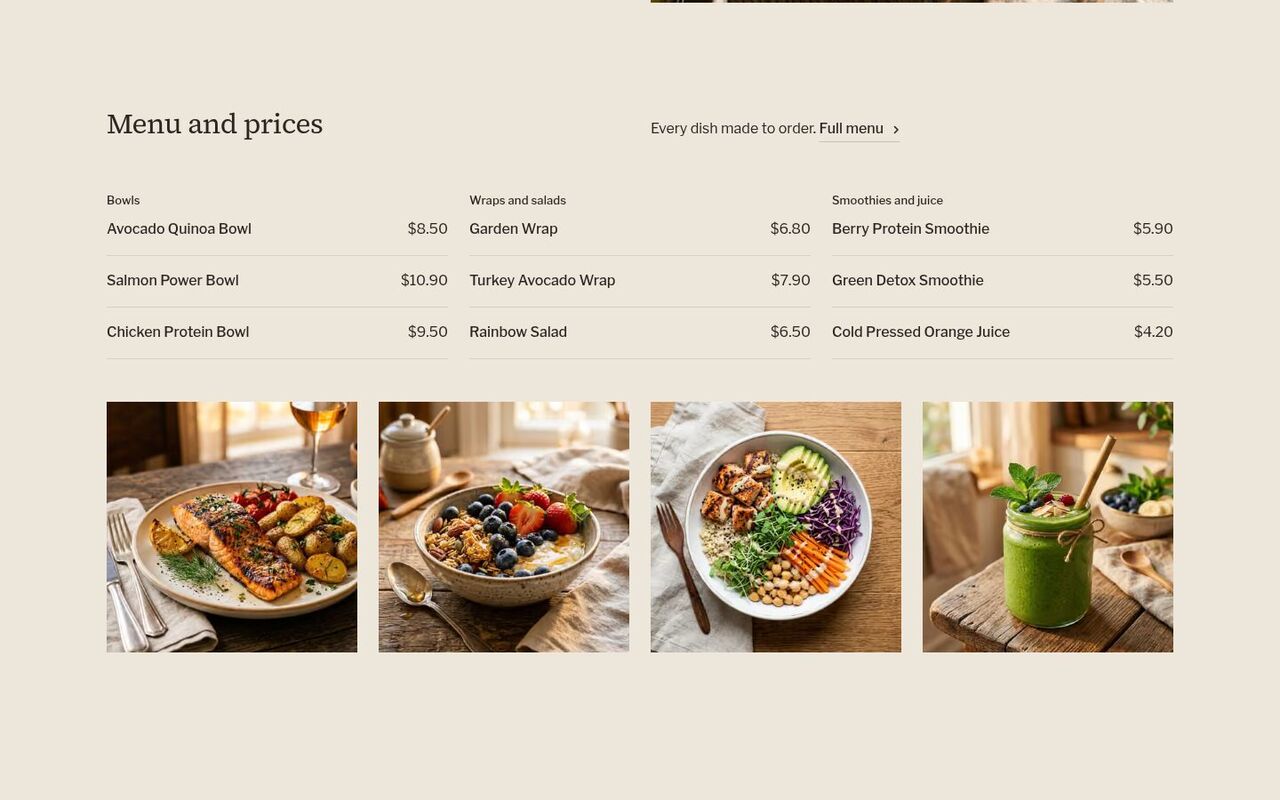 Menu and prices
Every dish made to order. Full menu ›
Bowls
Avocado Quinoa Bowl $8.50
Salmon Power Bowl $10.90
Chicken Protein Bowl $9.50
Wraps and salads
Garden Wrap $6.80
Turkey Avocado Wrap $7.90
Rainbow Salad $6.50
Smoothies and juice
Berry Protein Smoothie $5.90
Green Detox Smoothie $5.50
Cold Pressed Orange Juice $4.20